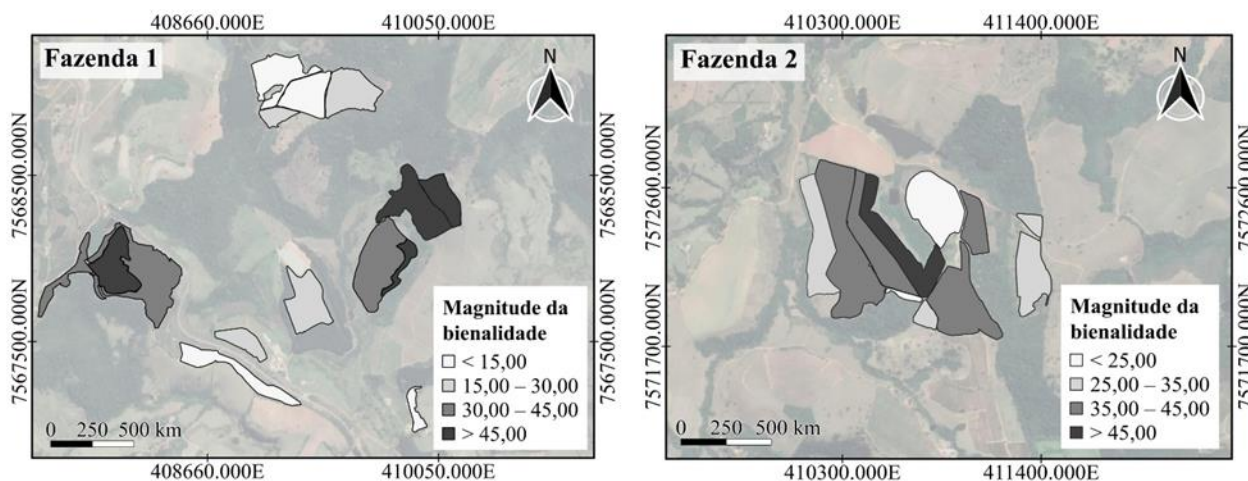 408660.000E
410050.000E
Fazenda 1
N
7568500.000N
7567500.000N
7568500.000N
7567500.000N
Magnitude da
bienalidade
< 15,00
15,00 – 30,00
30,00 – 45,00
> 45,00
0 250 500 km
408660.000E
410050.000E
410300.000E
411400.000E
Fazenda 2
N
7572600.000N
7571700.000N
7572600.000N
7571700.000N
Magnitude da
bienalidade
< 25,00
25,00 – 35,00
35,00 – 45,00
> 45,00
0 250 500 km
410300.000E
411400.000E